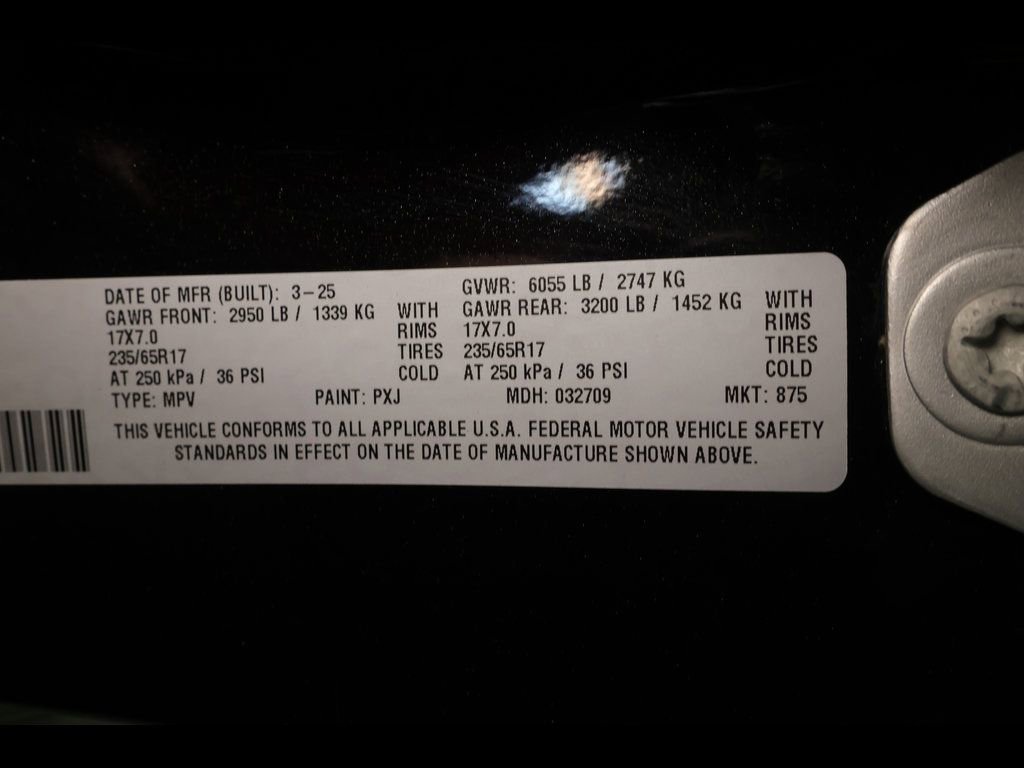 DATE OF MFR (BUILT): 3-25 GVWR: 6055 LB / 2747 KG
GAWR FRONT: 2950 LB / 1339 KG WITH GAWR REAR: 3200 LB / 1452 KG WITH
17X7.0 RIMS 17X7.0 RIMS
235/65R17 TIRES 235/65R17 TIRES
AT 250 kPa / 36 PSI COLD AT 250 kPa / 36 PSI COLD
TYPE: MPV PAINT: PXJ MDH: 032709 MKT: 875
THIS VEHICLE CONFORMS TO ALL APPLICABLE U.S.A. FEDERAL MOTOR VEHICLE SAFETY
STANDARDS IN EFFECT ON THE DATE OF MANUFACTURE SHOWN ABOVE.